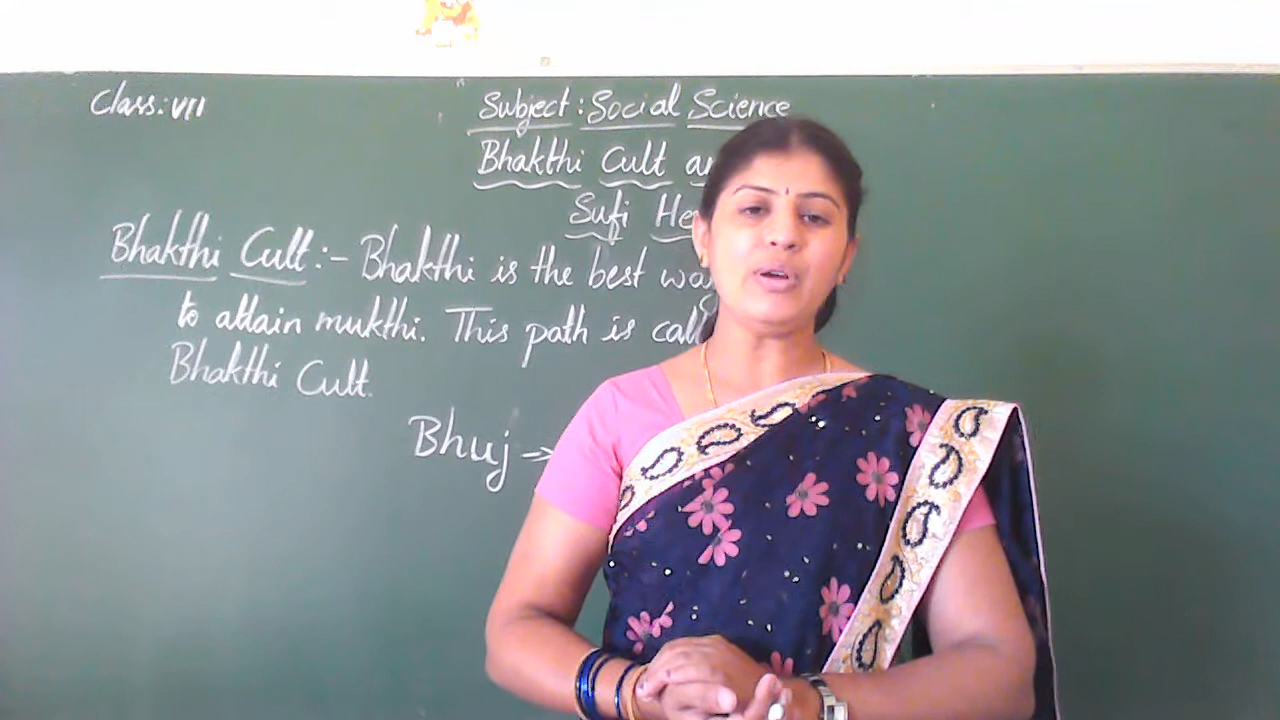 Class: VII
Subject: Social Science
Bhakthi Cult
Sufi
Bhakthi Cult:- Bhakthi is the best way
to attain mukthi. This path is
Bhakthi Cult.
Bhuj →